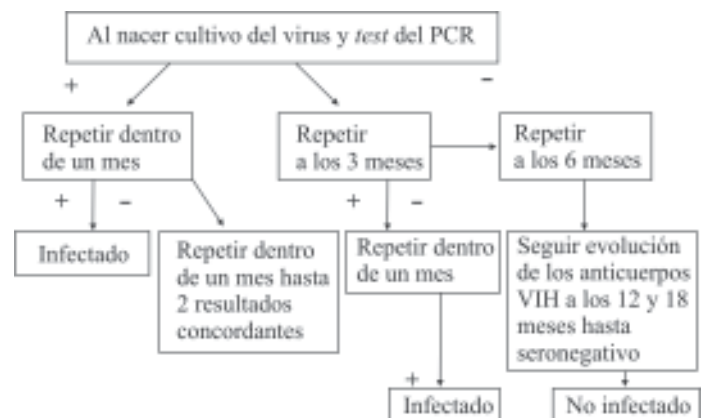 Al nacer cultivo del virus y test del PCR
+
–
Repetir dentro
de un mes
Repetir
a los 3 meses
Repetir
a los 6 meses
+ –
+ –
Infectado
Repetir dentro
de un mes hasta
2 resultados
concordantes
Repetir dentro
de un mes
Seguir evolución
de los anticuerpos
VIH a los 12 y 18
meses hasta
seronegativo
+
Infectado
No infectado